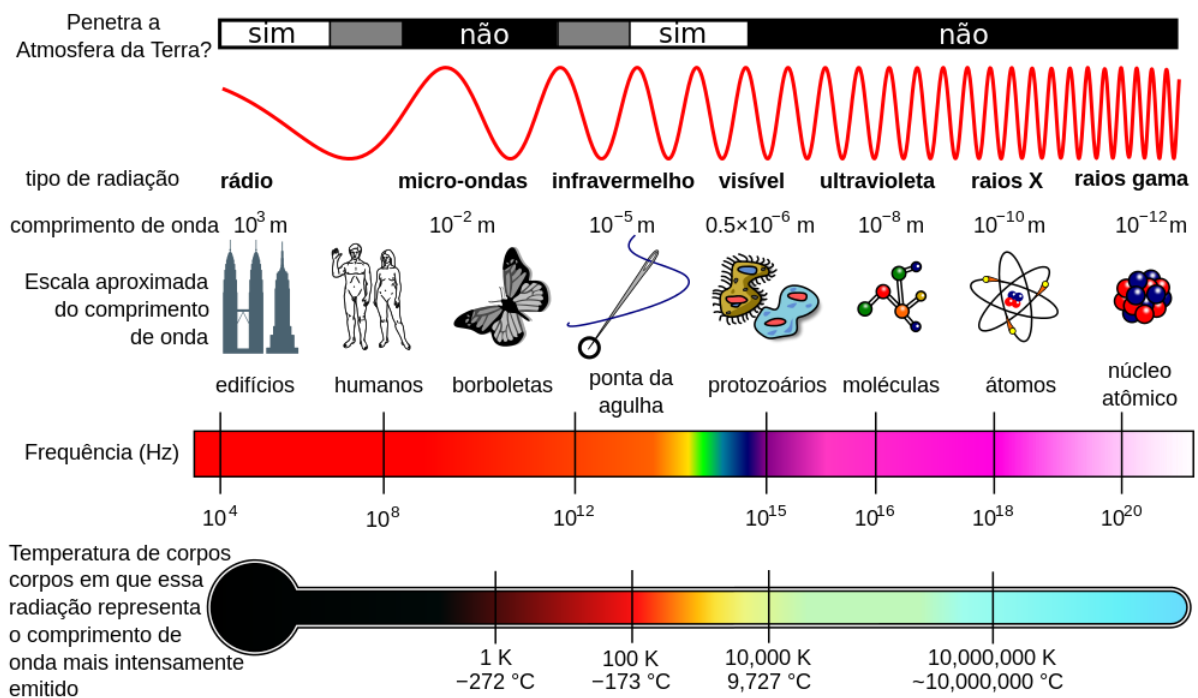 Penetra a
Atmosfera da Terra?
sim não sim não
tipo de radiação rádio micro-ondas infravermelho visível ultravioleta raios X raios gama
comprimento de onda 10³ m 10⁻² m 10⁻⁵ m 0.5×10⁻⁶ m 10⁻⁸ m 10⁻¹⁰ m 10⁻¹² m
Escala aproximada
do comprimento
de onda
edifícios humanos borboletas ponta da agulha protozoários moléculas átomos núcleo atômico
Frequência (Hz)
10⁴ 10⁸ 10¹² 10¹⁵ 10¹⁶ 10¹⁸ 10²⁰
Temperatura de corpos
corpos em que essa
radiação representa
o comprimento de
onda mais intensamente
emitido
1 K 100 K 10,000 K 10,000,000 K
−272 °C −173 °C 9,727 °C ~10,000,000 °C